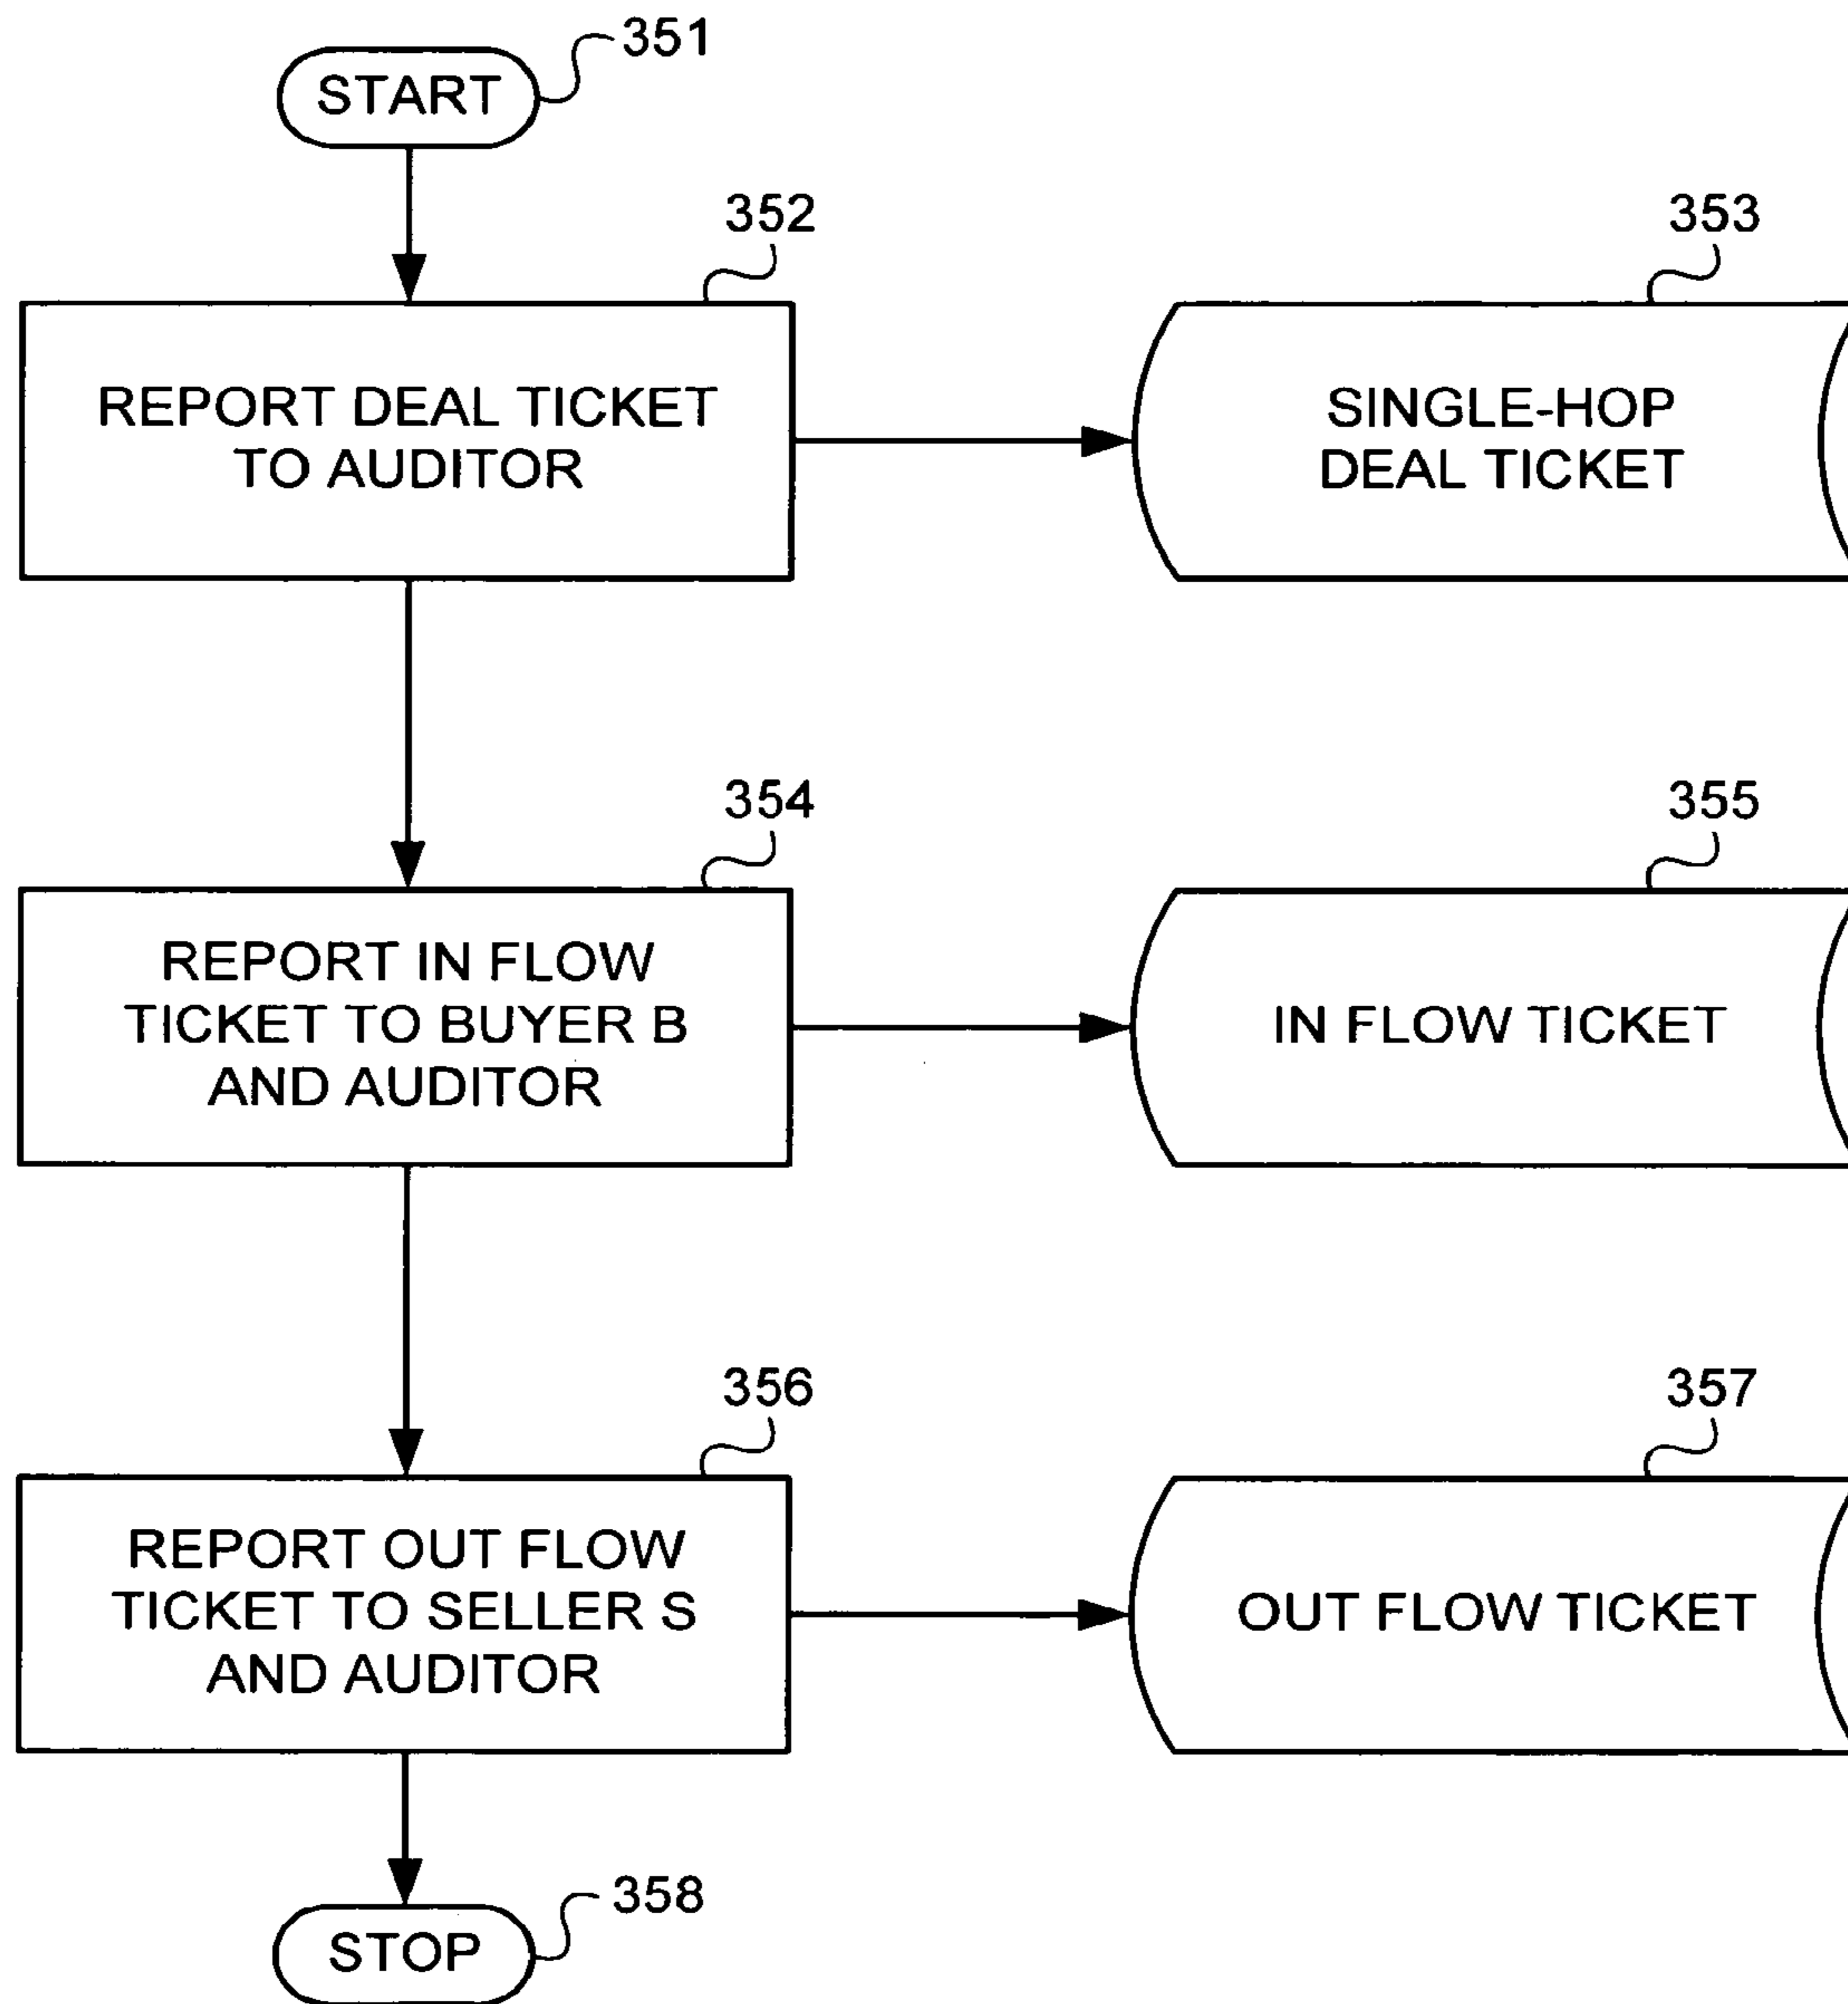 351
START
352
353
REPORT DEAL TICKET
TO AUDITOR
SINGLE-HOP
DEAL TICKET
354
355
REPORT IN FLOW
TICKET TO BUYER B
AND AUDITOR
IN FLOW TICKET
356
357
REPORT OUT FLOW
TICKET TO SELLER S
AND AUDITOR
OUT FLOW TICKET
358
STOP